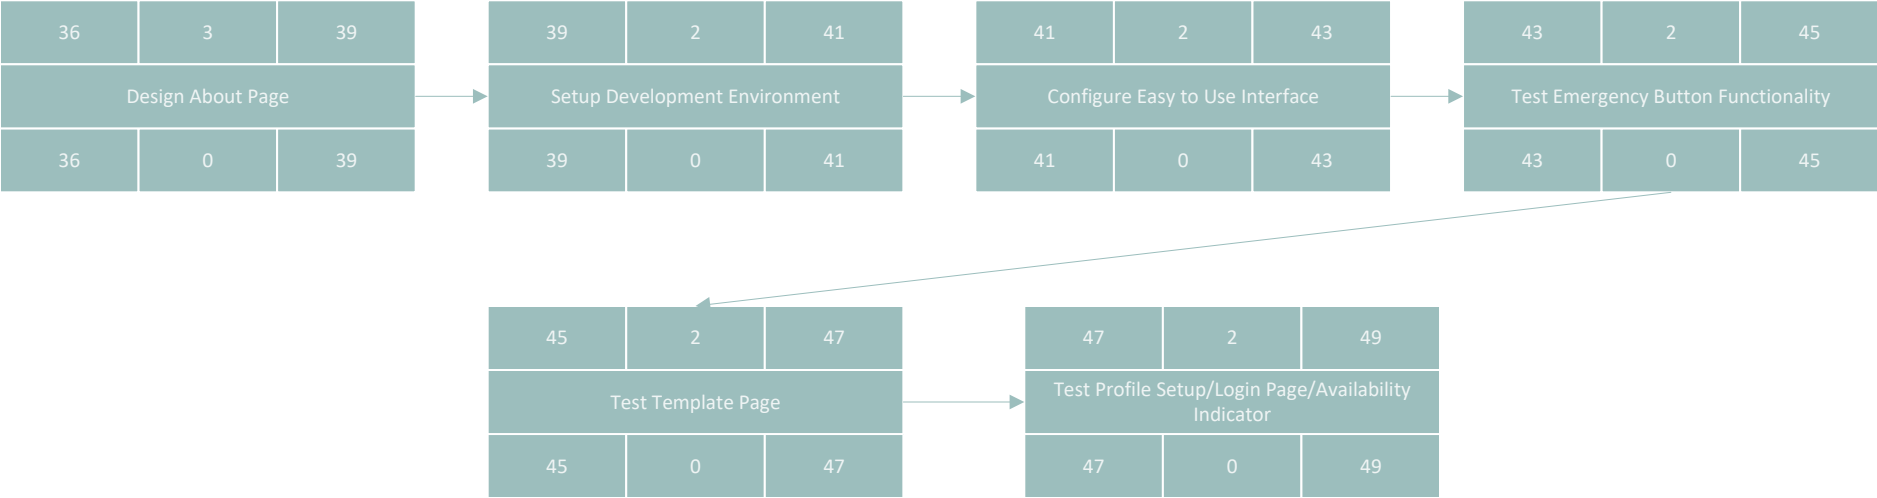 36 3 39 39 2 41 41 2 43 43 2 45
Design About Page Setup Development Environment Configure Easy to Use Interface Test Emergency Button Functionality
36 0 39 39 0 41 41 0 43 43 0 45
45 2 47 47 2 49
Test Template Page Test Profile Setup/Login Page/Availability
Indicator
45 0 47 47 0 49